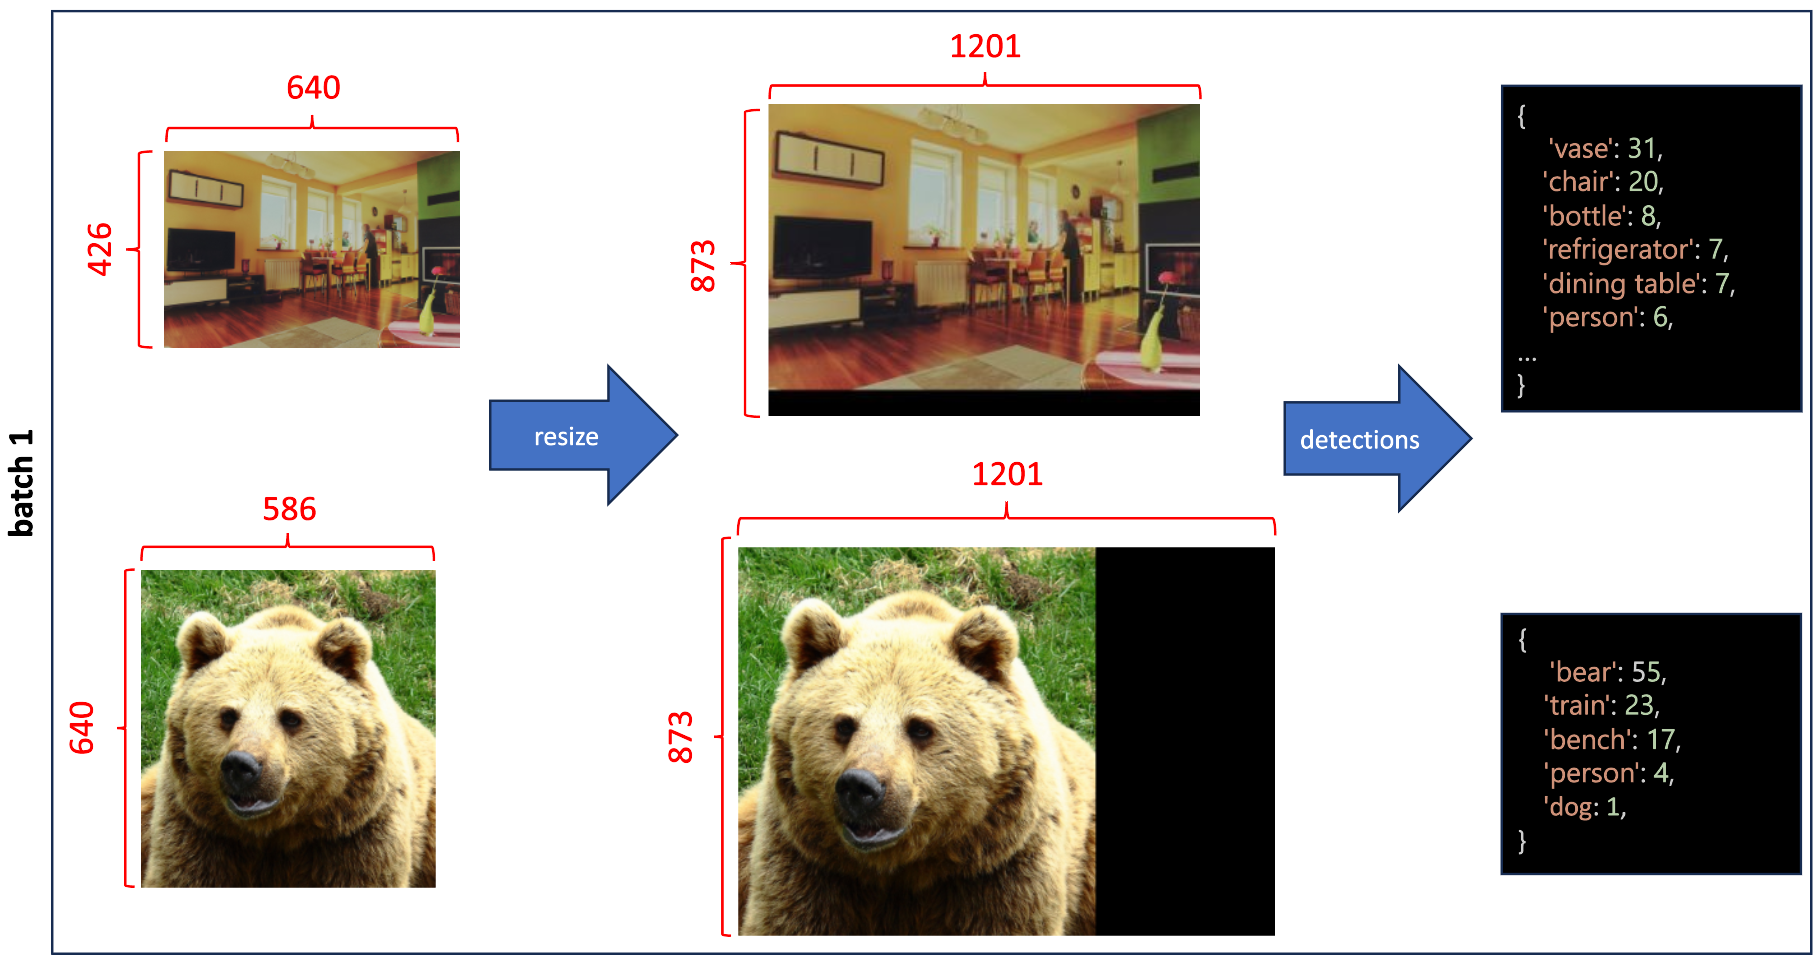 batch 1
640
426
resize
1201
873
detections
{
'vase': 31,
'chair': 20,
'bottle': 8,
'refrigerator': 7,
'dining table': 7,
'person': 6,
...
}
586
640
1201
873
{
'bear': 55,
'train': 23,
'bench': 17,
'person': 4,
'dog: 1,
}